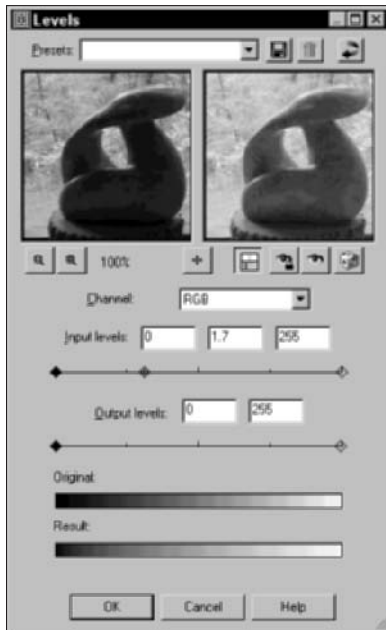 Levels
Presets:
100%
Channel: RGB
Input levels: 0 1.7 255
Output levels: 0 255
Original:
Result:
OK Cancel Help